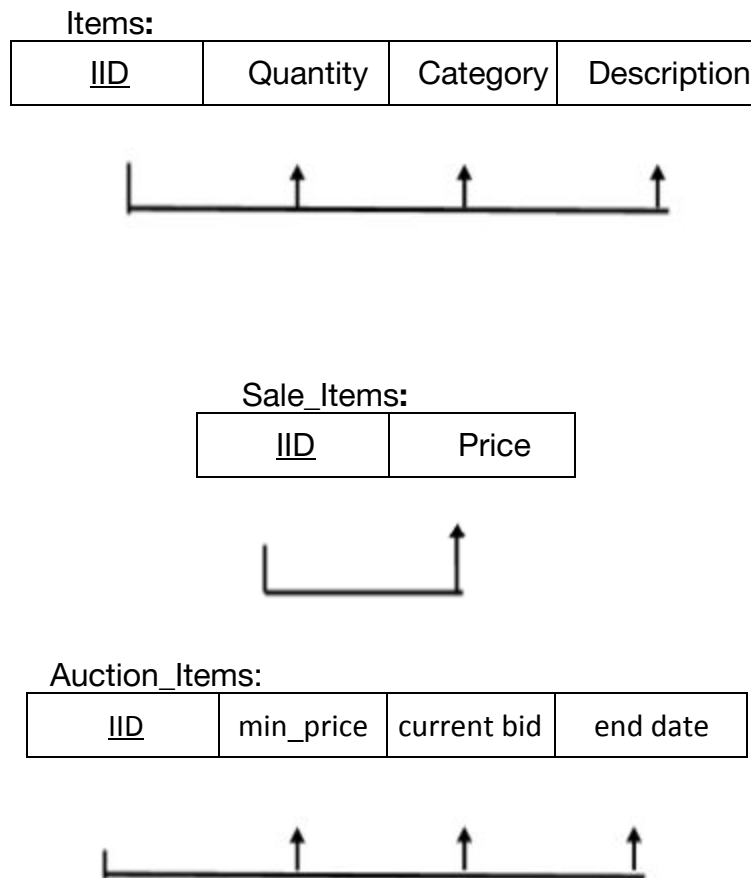 Items:
IID Quantity Category Description
Sale_Items:
IID Price
Auction_Items:
IID min_price current bid end date